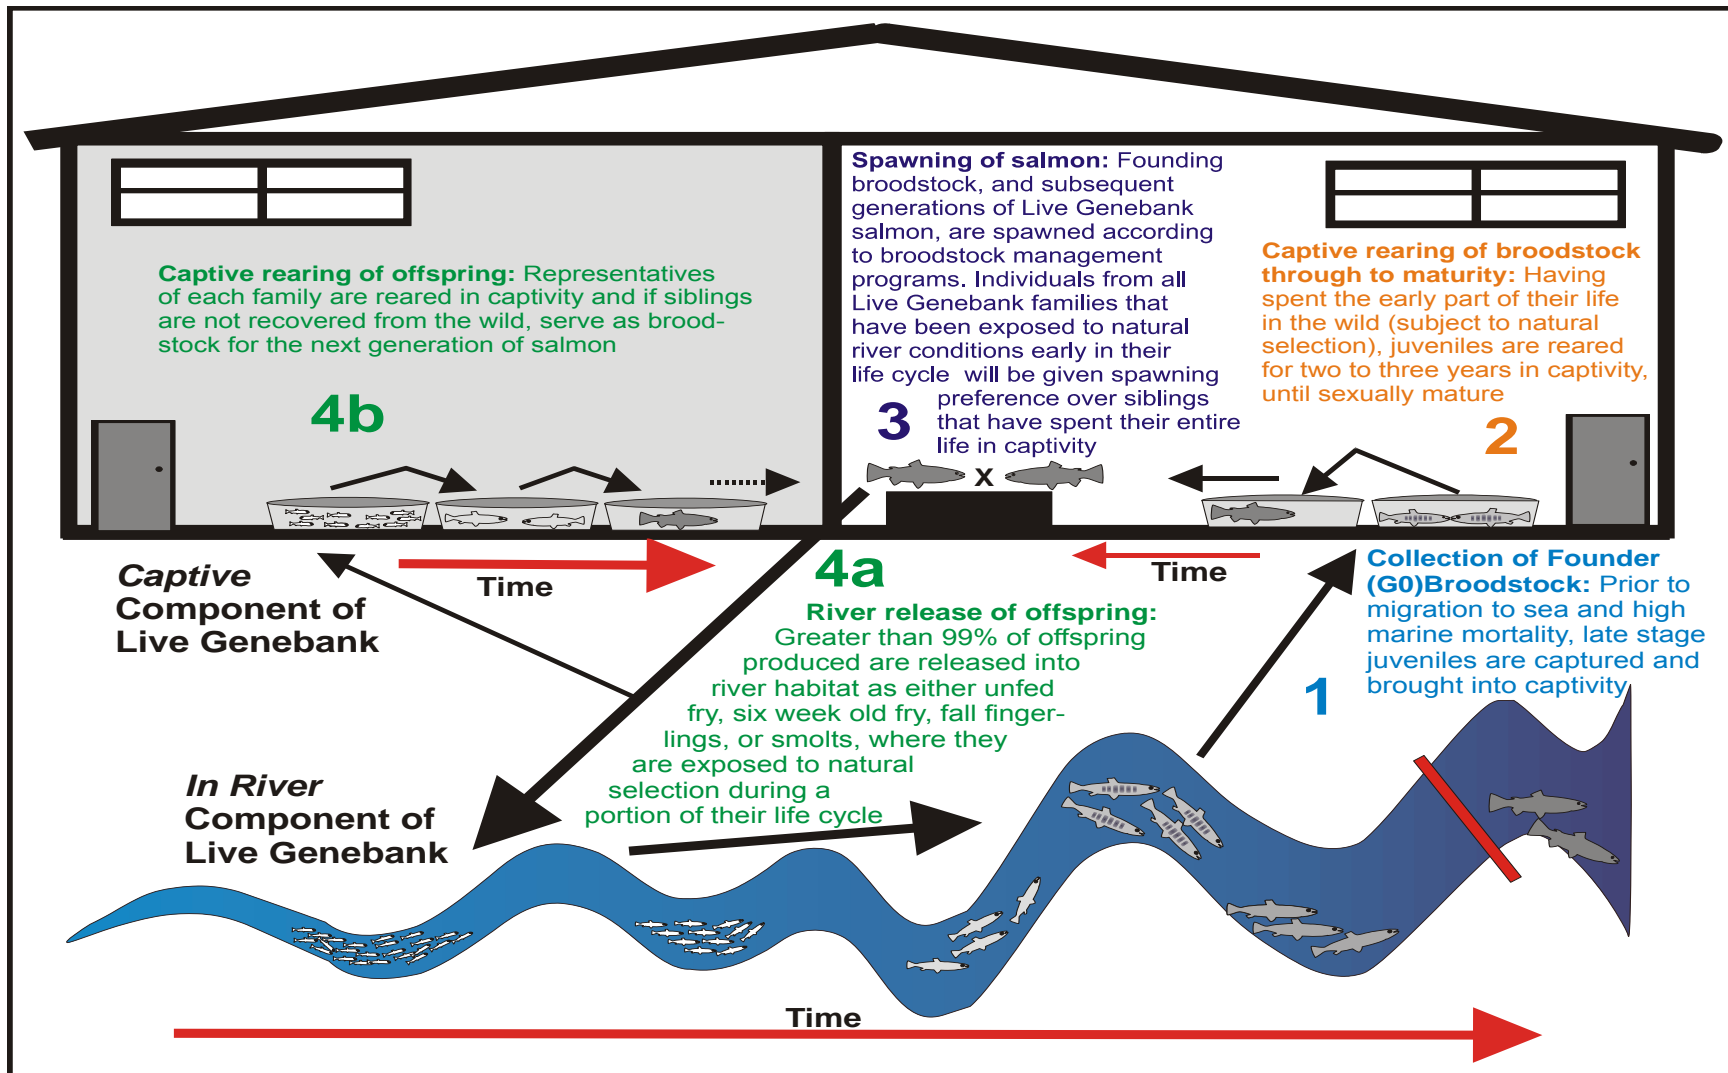 Captive rearing of offspring: Representatives
of each family are reared in captivity and if siblings
are not recovered from the wild, serve as brood-
stock for the next generation of salmon
4b
Spawning of salmon: Founding
broodstock, and subsequent
generations of Live Genebank
salmon, are spawned according
to broodstock management
programs. Individuals from all
Live Genebank families that
have been exposed to natural
river conditions early in their
life cycle will be given spawning
preference over siblings
that have spent their entire
life in captivity
3
X
Captive rearing of broodstock
through to maturity: Having
spent the early part of their life
in the wild (subject to natural
selection), juveniles are reared
for two to three years in captivity,
until sexually mature
2
Captive
Component of
Live Genebank
Time
4a
River release of offspring:
Greater than 99% of offspring
produced are released into
river habitat as either unfed
fry, six week old fry, fall finger-
lings, or smolts, where they
are exposed to natural
selection during a
portion of their life cycle
Time
Collection of Founder
(G0)Broodstock: Prior to
migration to sea and high
marine mortality, late stage
juveniles are captured and
brought into captivity
1
In River
Component of
Live Genebank
Time